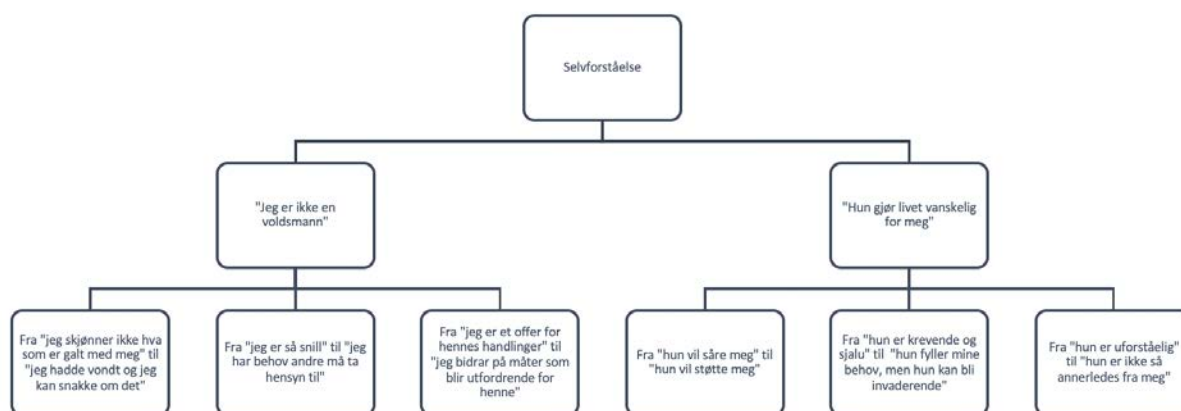 Selvforståelse
"Jeg er ikke en
voldsmann"
"Hun gjør livet vanskelig
for meg"
Fra "jeg skjønner ikke hva
som er galt med meg" til
"jeg hadde vondt og jeg
kan snakke om det"
Fra "jeg er så snill" til "jeg
har behov andre må ta
hensyn til"
Fra "jeg er et offer for
hennes handlinger" til
"jeg bidrar på måter som
blir utfordrende for
henne"
Fra "hun vil såre meg" til
"hun vil støtte meg"
Fra "hun er krevende og
sjalu" til "hun fyller mine
behov, men hun kan bli
invaderende"
Fra "hun er uforståelig"
til "hun er ikke så
annerledes fra meg"